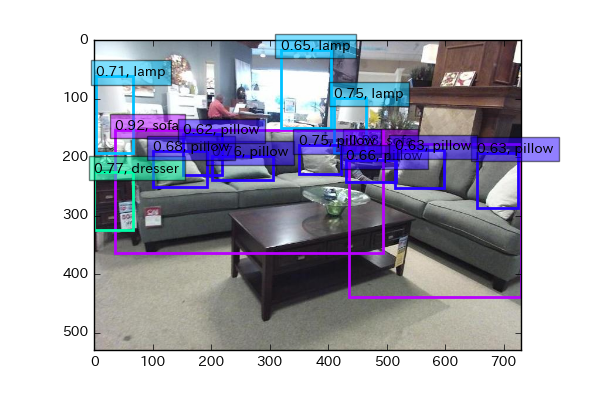 0
100
200
300
400
500
0
100
200
300
400
500
600
700
0.65, lamp
0.71, lamp
0.75, lamp
0.92, sofa
0.62, pillow
0.75, pillow
0.63, pillow
0.63, pillow
0.68, pillow
0.66, pillow
0.77, dresser